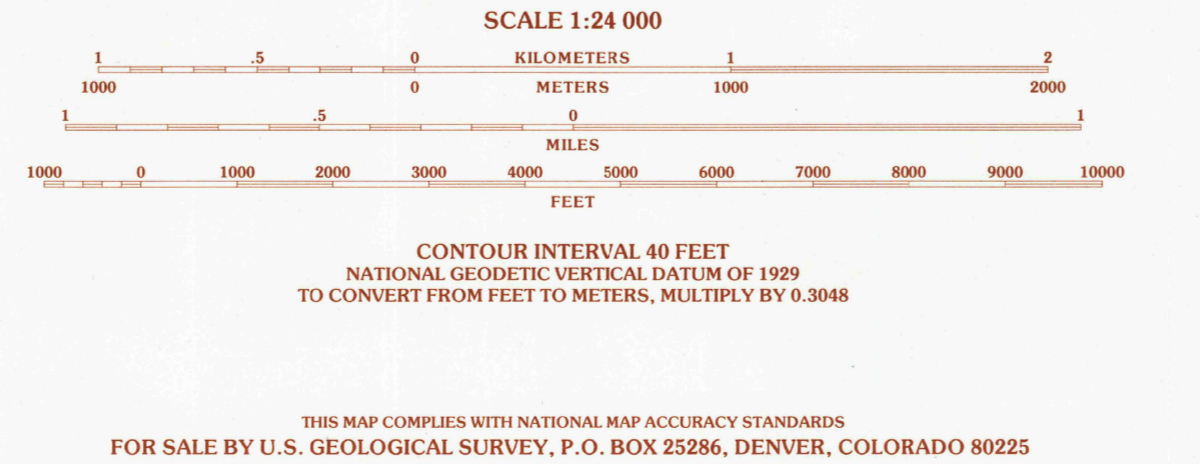 SCALE 1:24 000
1 .5 0 KILOMETERS 1 2
1000 0 METERS 1000 2000
1 .5 0 1
MILES
1000 0 1000 2000 3000 4000 5000 6000 7000 8000 9000 10000
FEET
CONTOUR INTERVAL 40 FEET
NATIONAL GEODETIC VERTICAL DATUM OF 1929
TO CONVERT FROM FEET TO METERS, MULTIPLY BY 0.3048
THIS MAP COMPLIES WITH NATIONAL MAP ACCURACY STANDARDS
FOR SALE BY U.S. GEOLOGICAL SURVEY, P.O. BOX 25286, DENVER, COLORADO 80225